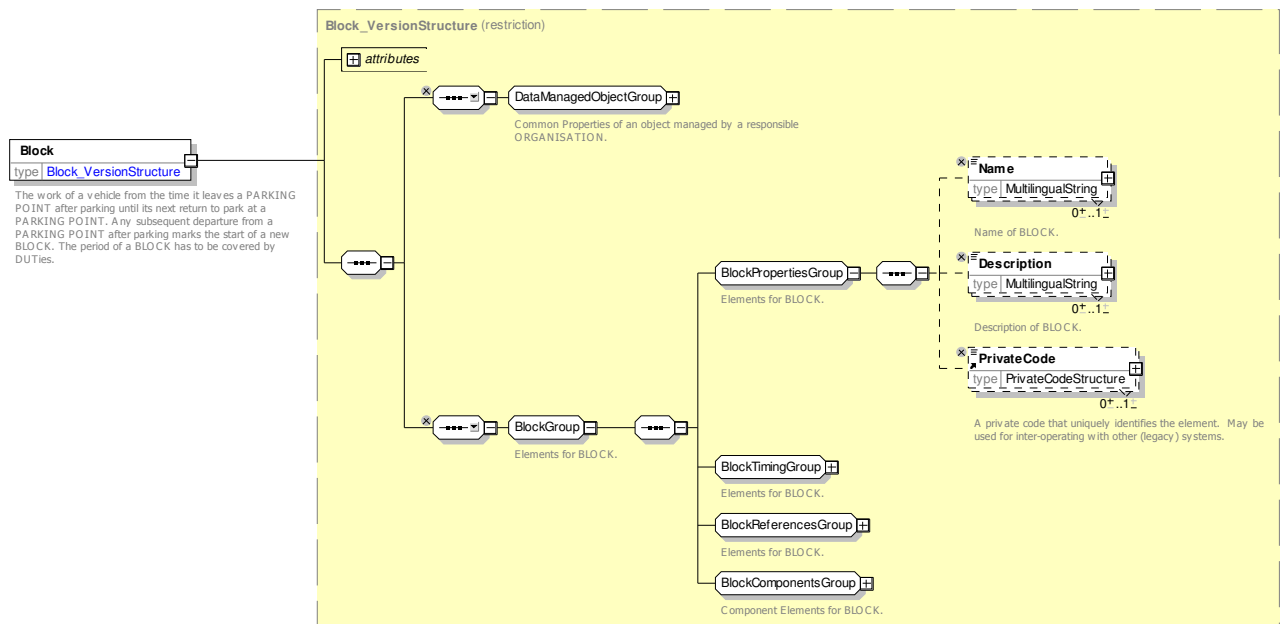 Block_VersionStructure (restriction)
attributes
DataManagedObjectGroup
Common Properties of an object managed by a responsible
ORGANISATION.
Block
type Block_VersionStructure
The work of a vehicle from the time it leaves a PARKING
POINT after parking until its next return to park at a
PARKING POINT. Any subsequent departure from a
PARKING POINT after parking marks the start of a new
BLOCK. The period of a BLOCK has to be covered by
DUTies.
Name
type MultilingualString
0..1
Name of BLOCK.
BlockPropertiesGroup
Elements for BLOCK.
Description
type MultilingualString
0..1
Description of BLOCK.
PrivateCode
type PrivateCodeStructure
0..1
A private code that uniquely identifies the element. May be
used for inter-operating with other (legacy) systems.
BlockGroup
Elements for BLOCK.
BlockTimingGroup
Elements for BLOCK.
BlockReferencesGroup
Elements for BLOCK.
BlockComponentsGroup
Component Elements for BLOCK.